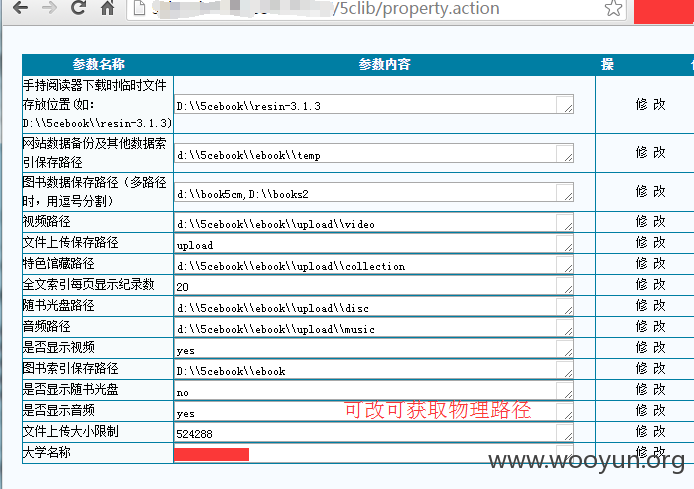 /5clib/property.action
参数名称 参数内容 操
手持阅读器下载时临时文件
存放位置(如:
D:\\5cebook\\resin-3.1.3)
D:\\5cebook\\resin-3.1.3
修 改
网站数据备份及其他数据索
引保存路径
d:\\5cebook\\ebook\\temp
修 改
图书数据保存路径（多路径
时，用逗号分割）
d:\\book5cm,D:\\books2
修 改
视频路径 d:\\5cebook\\ebook\\upload\\video 修 改
文件上传保存路径 upload 修 改
特色馆藏路径 d:\\5cebook\\ebook\\upload\\collection 修 改
全文索引每页显示纪录数 20 修 改
随书光盘路径 d:\\5cebook\\ebook\\upload\\disc 修 改
音频路径 d:\\5cebook\\ebook\\upload\\music 修 改
是否显示视频 yes 修 改
图书索引保存路径 D:\\5cebook\\ebook 修 改
是否显示随书光盘 no 修 改
是否显示音频 yes 可改可获取物理路径 修 改
文件上传大小限制 524288 修 改
大学名称 修 改
www.wooyun.org